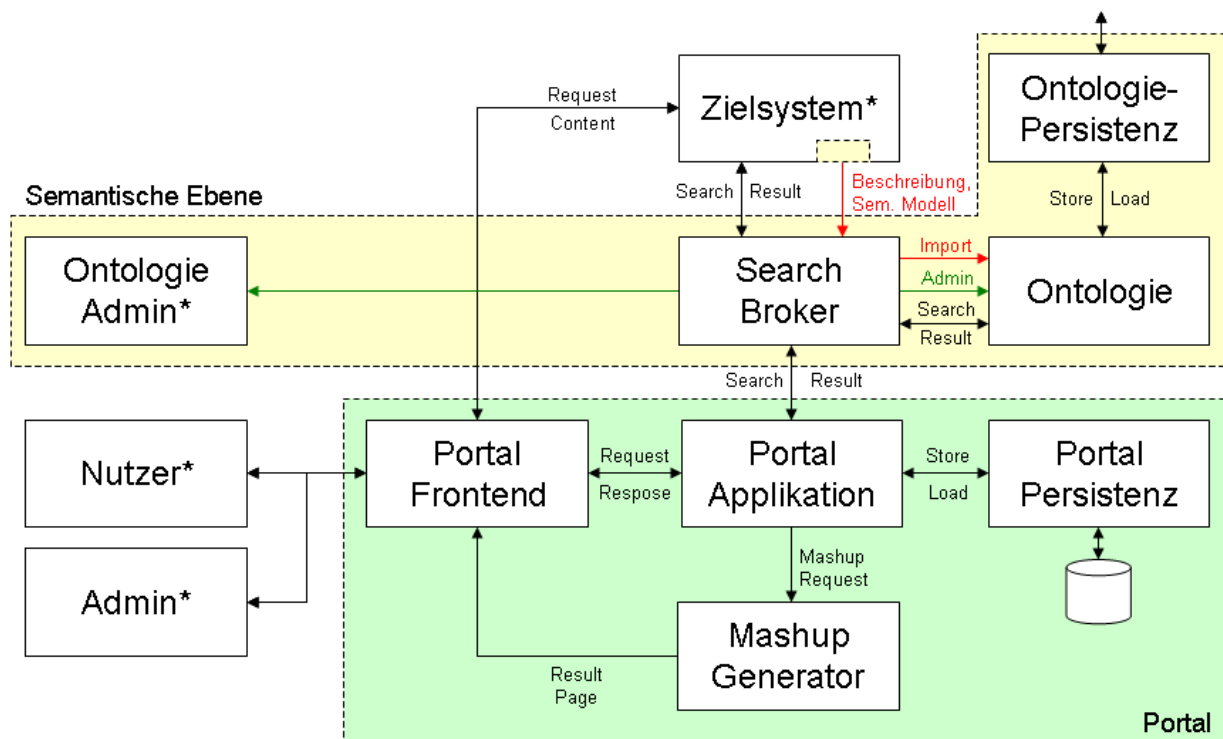 Request
Content
Zielsystem*
Ontologie-
Persistenz
Semantische Ebene
Search Result
Beschreibung,
Sem. Modell
Store Load
Ontologie
Admin*
Search
Broker
Import
Admin
Search
Result
Ontologie
Search Result
Nutzer*
Portal
Frontend
Request
Respose
Portal
Applikation
Store
Load
Portal
Persistenz
Admin*
Mashup
Request
Result
Page
Mashup
Generator
Portal